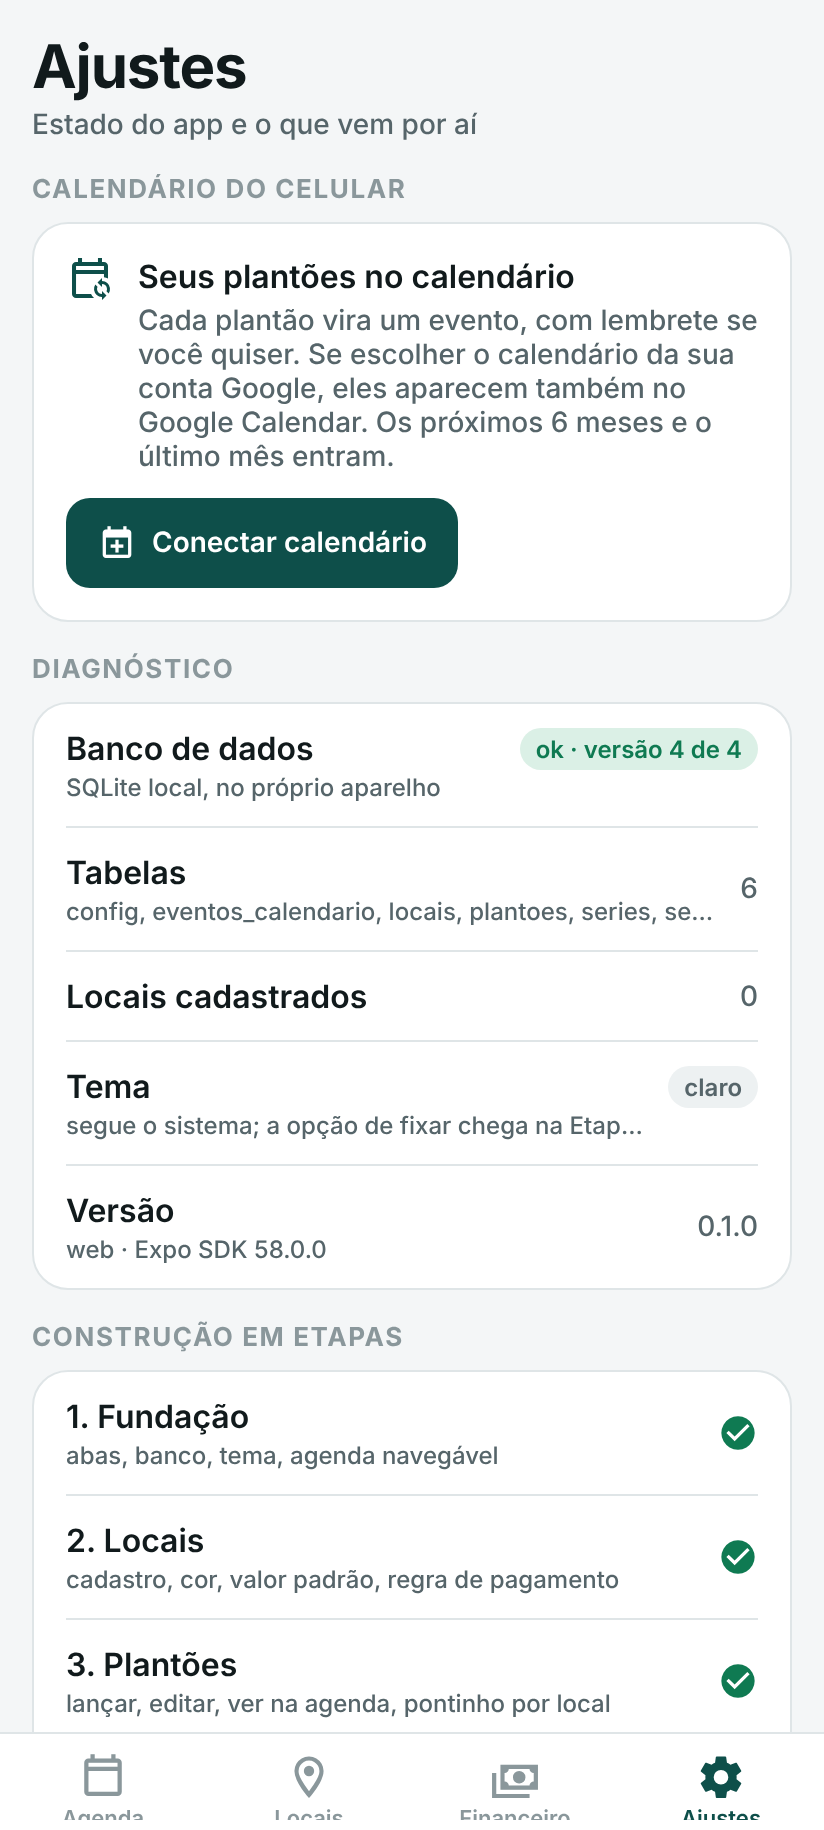 Ajustes
Estado do app e o que vem por aí
CALENDÁRIO DO CELULAR
Seus plantões no calendário
Cada plantão vira um evento, com lembrete se
você quiser. Se escolher o calendário da sua
conta Google, eles aparecem também no
Google Calendar. Os próximos 6 meses e o
último mês entram.
Conectar calendário
DIAGNÓSTICO
Banco de dados
ok · versão 4 de 4
SQLite local, no próprio aparelho
Tabelas
6
config, eventos_calendario, locais, plantoes, series, se...
Locais cadastrados
0
Tema
claro
segue o sistema; a opção de fixar chega na Etap...
Versão
0.1.0
web · Expo SDK 58.0.0
CONSTRUÇÃO EM ETAPAS
1. Fundação
abas, banco, tema, agenda navegável
2. Locais
cadastro, cor, valor padrão, regra de pagamento
3. Plantões
lançar, editar, ver na agenda, pontinho por local
Agenda
Locais
Financeiro
Ajustes